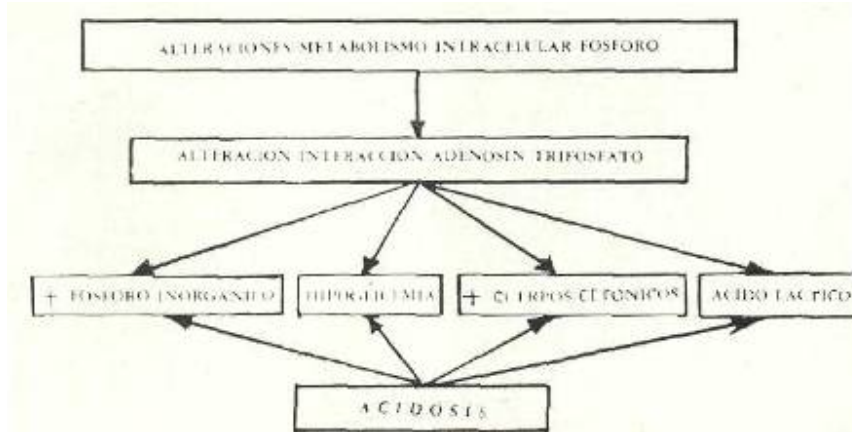 ALTERACIONES METABOLISMO INTRACELULAR FOSFORO
ALTERACION INTERACCION ADENOSIN TRIFOSFATO
+ FOSFORO INORGANICO
HIPOGLICEMIA
+ CUERPOS CETONICOS
ACIDO LACTICO
ACIDOSIS